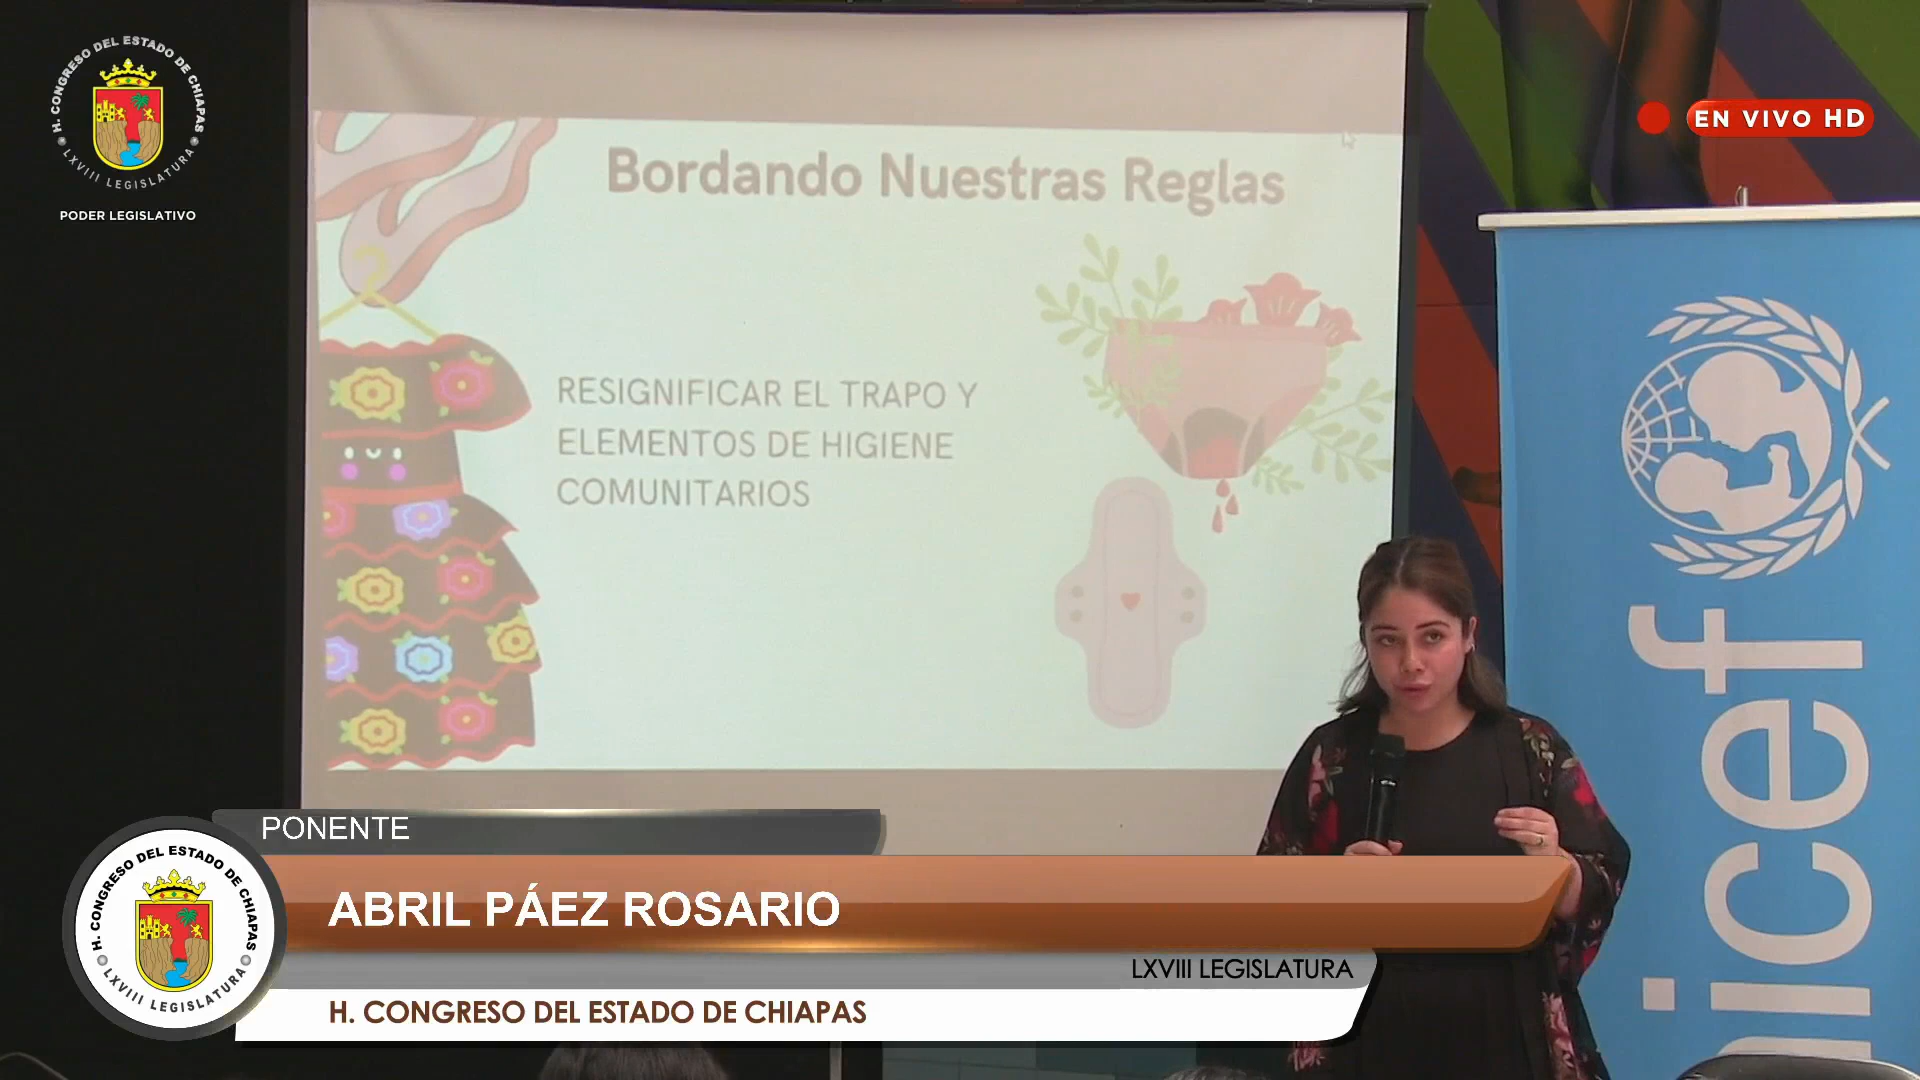 H. CONGRESO DEL ESTADO DE CHIAPAS
LXVIII LEGISLATURA
PODER LEGISLATIVO
EN VIVO HD
Bordando Nuestras Reglas
RESIGNIFICAR EL TRAPO Y
ELEMENTOS DE HIGIENE
COMUNITARIOS
unicef
PONENTE
H. CONGRESO DEL ESTADO DE CHIAPAS
LXVIII LEGISLATURA
ABRIL PÁEZ ROSARIO
LXVIII LEGISLATURA
H. CONGRESO DEL ESTADO DE CHIAPAS